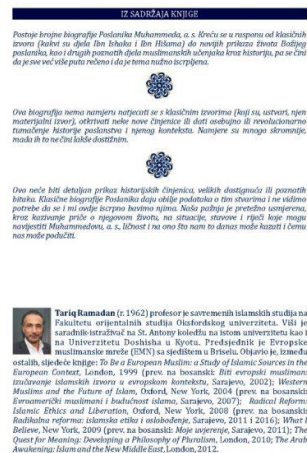 IZ SADRŽAJA KNJIGE
Postoje brojne biografije Poslanika Muhammeda, a. s. Kreću se u rasponu od klasičnih
izvora (kakvi su djela Ibn Ishaka i Ibn Hišama) do novijih prikaza života Božijeg
poslanika, kao i drugih poznatih djela muslimanskih učenjaka kroz historiju, pa se čini
da je sve već više puta rečeno i da je tema nužno iscrpljena.
Ova biografija nema namjeru natjecati se s klasičnim izvorima (koji su, ustvari, njen
materijalni izvor), otkrivati neke nove činjenice ili dati osebujno ili revolucionarno
tumačenje historije poslanstva i njenog konteksta. Namjere su mnogo skromnije,
mada ih to ne čini lakše dostižnim.
Ovo neće biti detaljan prikaz historijskih činjenica, velikih dostignuća ili poznatih
bitaka. Klasične biografije Poslanika daju obilje podataka o tim stvarima i ne vidimo
potrebe da se i mi ovdje iscrpno bavimo njima. Naša pažnja je pretežno usmjerena,
kroz kazivanje priče o njegovom životu, na situacije, stavove i riječi koje mogu
navijestiti Muhammedovu, a. s., ličnost i na ono što nam to danas može kazati i čemu
nas može podučiti.
Tariq Ramadan (r. 1962) profesor je savremenih islamskih studija na
Fakultetu orijentalnih studija Oksfordskog univerziteta. Viši je
saradnik-istraživač na St. Antony koledžu na istom univerzitetu kao i
na Univerzitetu Doshisha u Kyotu. Predsjednik je Evropske
muslimanske mreže (EMN) sa sjedištem u Briselu. Objavio je, između
ostalih, sljedeće knjige: To Be a European Muslim: a Study of Islamic Sources in the
European Context, London, 1999 (prev. na bosanski: Biti evropski musliman:
izučavanje islamskih izvora u evropskom kontekstu, Sarajevo, 2002); Western
Muslims and the Future of Islam, Oxford, New York, 2004 (prev. na bosanski:
Evroamerički muslimani i budućnost islama, Sarajevo, 2007); Radical Reform:
Islamic Ethics and Liberation, Oxford, New York, 2008 (prev. na bosanski:
Radikalna reforma: islamska etika i oslobođenje, Sarajevo, 2011 i 2016); What I
Believe, New York, 2009 (prev. na bosanski: Moje uvjerenje, Sarajevo, 2011); The
Quest for Meaning: Developing a Philosophy of Pluralism, London, 2010; The Arab
Awakening: Islam and the New Middle East, London, 2012.